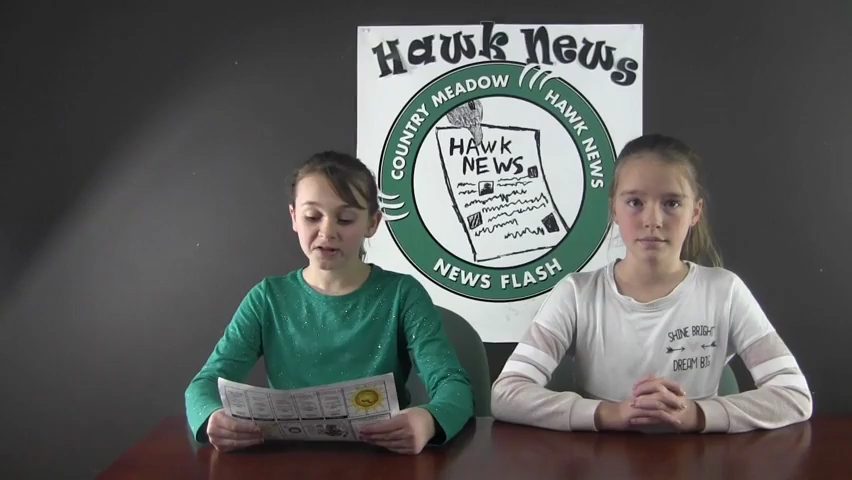 Hawk News
COUNTRY MEADOW
HAWK NEWS
HAWK
NEWS
NEWS FLASH
SHINE BRIGHT
DREAM BIG